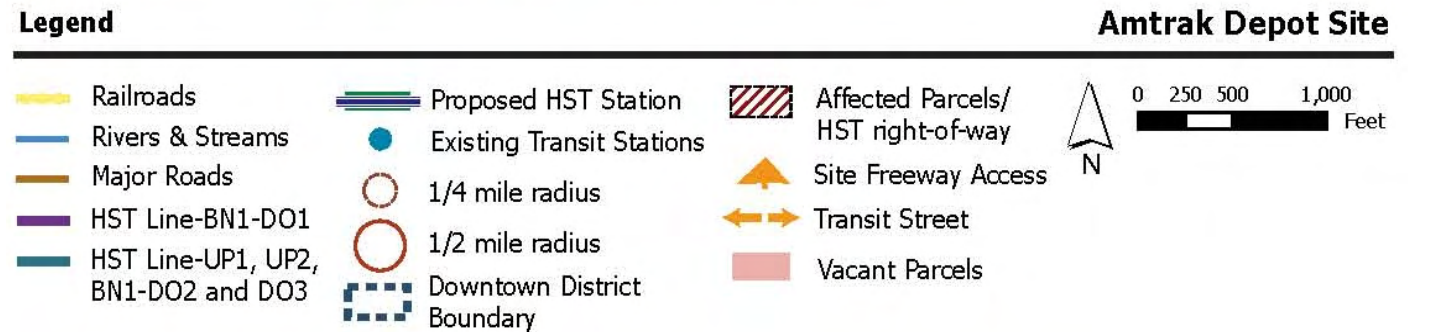 Legend
Amtrak Depot Site
Railroads
Rivers & Streams
Major Roads
HST Line-BN1-DO1
HST Line-UP1, UP2,
BN1-DO2 and DO3
Proposed HST Station
Existing Transit Stations
1/4 mile radius
1/2 mile radius
Downtown District
Boundary
Affected Parcels/
HST right-of-way
Site Freeway Access
Transit Street
Vacant Parcels
N
0 250 500 1,000
Feet